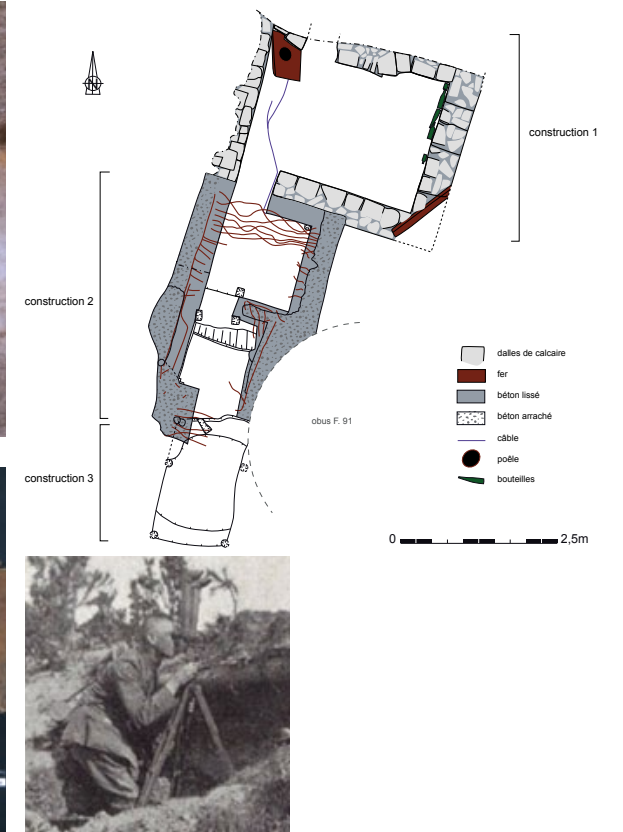 N
construction 1
construction 2
construction 3
obus F. 91
dalles de calcaire
fer
béton lissé
béton arraché
câble
poêle
bouteilles
0 2,5m